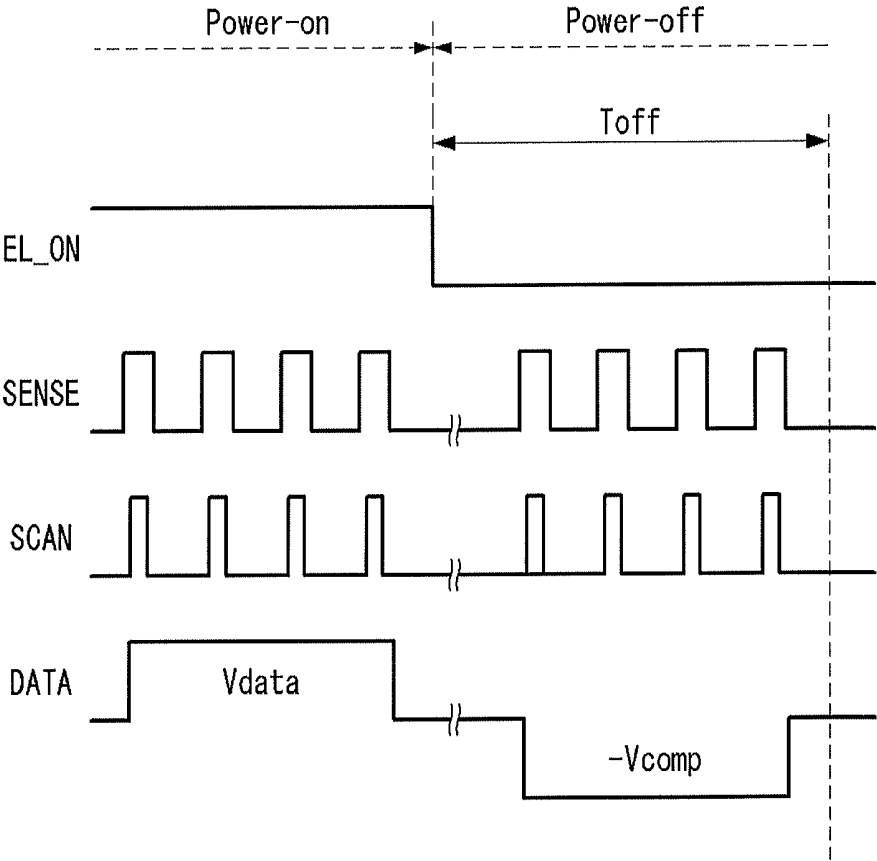 Power-on
Power-off
Toff
EL_ON
SENSE
SCAN
DATA
Vdata
-Vcomp